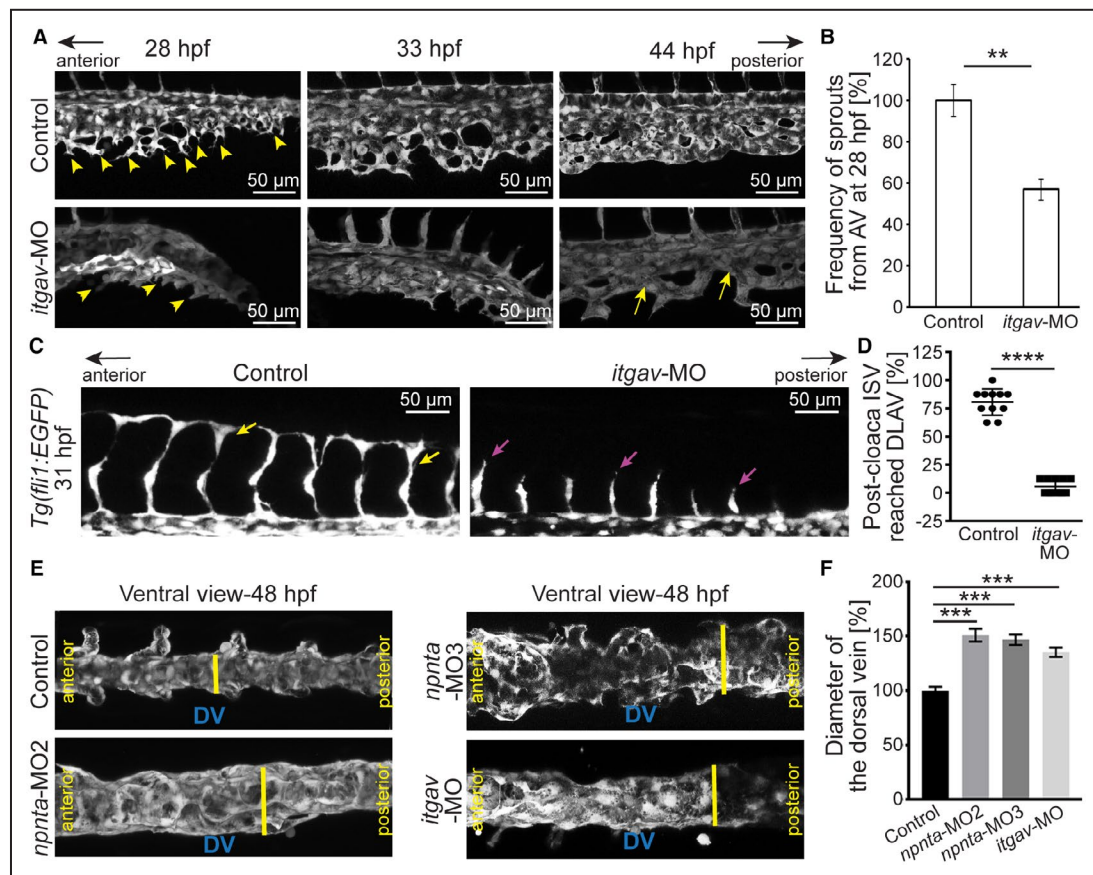 A
anterior
28 hpf
33 hpf
44 hpf
posterior
Control
50 µm
50 µm
50 µm
itgav-MO
50 µm
50 µm
50 µm
B
**
Frequency of sprouts
from AV at 28 hpf [%]
120
100
80
60
40
20
0
Control
itgav-MO
C
anterior
Control
itgav-MO
posterior
Tg(fli1:EGFP)
31 hpf
50 µm
50 µm
D
****
Post-cloaca ISV
reached DLAV [%]
125
100
75
50
25
0
-25
Control
itgav-
MO
E
Ventral view-48 hpf
Control
anterior
posterior
DV
npnta-MO2
anterior
posterior
DV
Ventral view-48 hpf
npnta
-MO3
anterior
posterior
DV
itgav
-MO
anterior
posterior
DV
F
***
***
***
Diameter of
the dorsal vein [%]
200
150
100
50
0
Control
npnta-MO2
npnta-MO3
itgav-MO